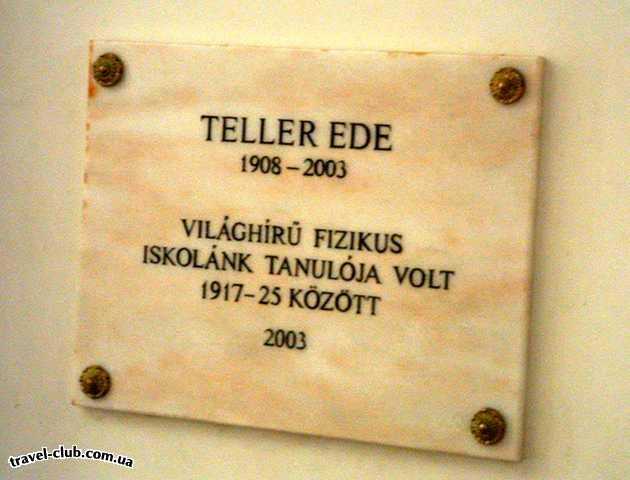 TELLER EDE
1908 – 2003
VILÁGHÍRŰ FIZIKUS
ISKOLÁNK TANULÓJA VOLT
1917–25 KÖZÖTT
2003
travel-club.com.ua